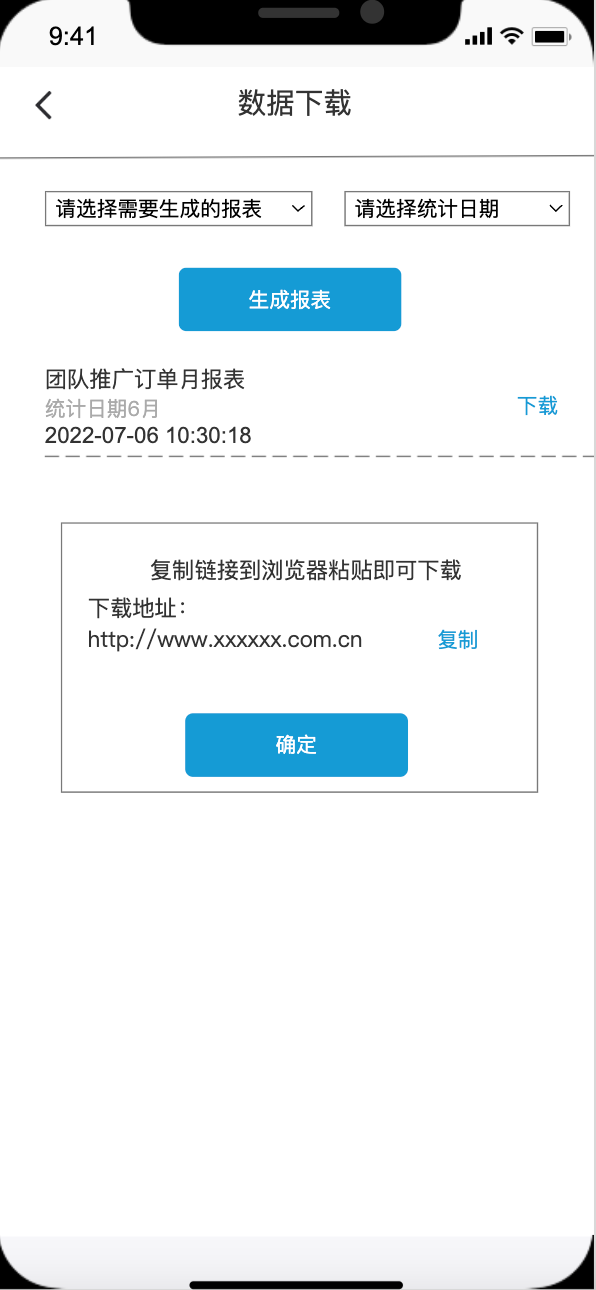 9:41
数据下载
请选择需要生成的报表
请选择统计日期
生成报表
团队推广订单月报表
统计日期6月
下载
2022-07-06 10:30:18
复制链接到浏览器粘贴即可下载
下载地址：
http://www.xxxxxx.com.cn
复制
确定